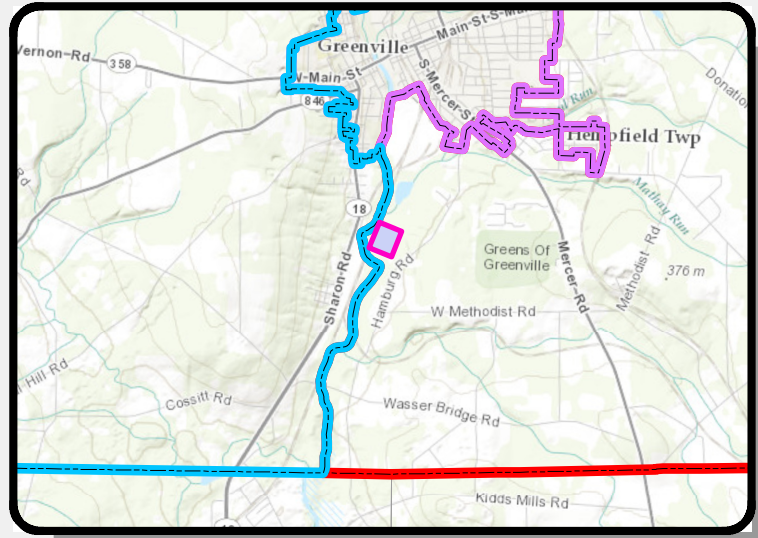 Main-St-S-Ma
Greenville
Vernon-Rd
358
W-Main-St
S-Mercer-St
846
Donation
Run
Hempfield Twp
Rd
Mathay Run
18
Greens Of
Greenville
Mercer-Rd
Methodist-Rd
376 m
Sharon-Rd
Hamburg Rd
W Methodist Rd
Hill-Rd
Cossitt-Rd
Wasser Bridge Rd
Kidds Mills Rd